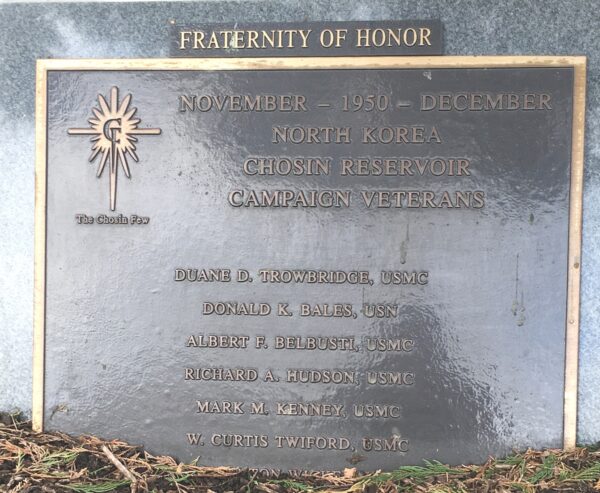 FRATERNITY OF HONOR
NOVEMBER – 1950 – DECEMBER
NORTH KOREA
CHOSIN RESERVOIR
CAMPAIGN VETERANS
The Chosin Few
DUANE D. TROWBRIDGE, USMC
DONALD K. BALES, USN
ALBERT F. BELBUSTI, USMC
RICHARD A. HUDSON, USMC
MARK M. KENNEY, USMC
W. CURTIS TWIFORD, USMC